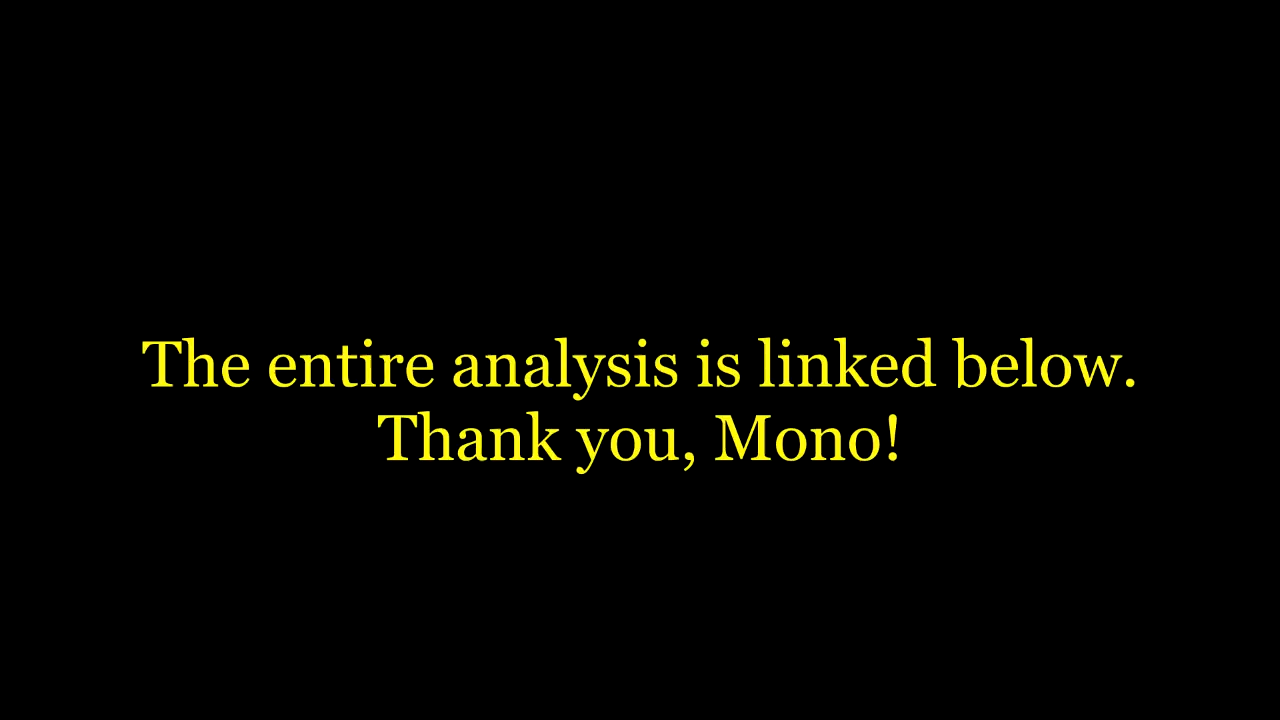 The entire analysis is linked below.
Thank you, Mono!